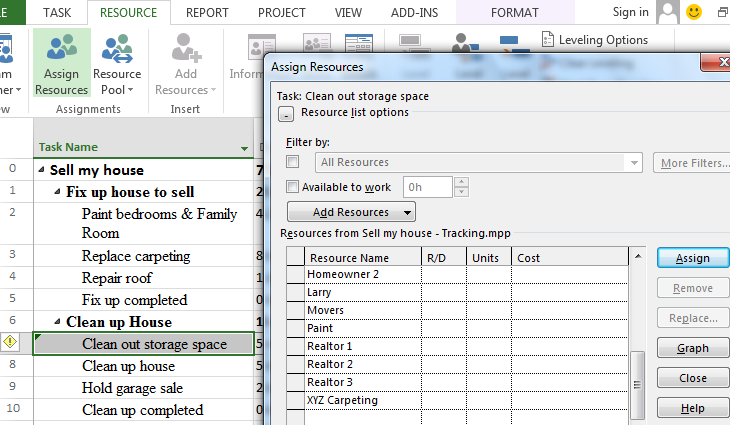 LE TASK RESOURCE REPORT PROJECT VIEW ADD-INS FORMAT Sign in
Assign Resources
Resource Pool
Add Resources
Leveling Options
Assignments
Insert
Assign Resources
Task: Clean out storage space
- Resource list options
Filter by:
All Resources
More Filters...
Available to work 0h
Add Resources
Resources from Sell my house - Tracking.mpp
Resource Name R/D Units Cost
Homeowner 2
Larry
Movers
Paint
Realtor 1
Realtor 2
Realtor 3
XYZ Carpeting
Assign
Remove
Replace...
Graph
Close
Help
Task Name
0 Sell my house 7
1 Fix up house to sell 2
2 Paint bedrooms & Family Room 4
3 Replace carpeting 8
4 Repair roof 1
5 Fix up completed 0
6 Clean up House 1
Clean out storage space 5
8 Clean up house 5
9 Hold garage sale 2
10 Clean up completed 0